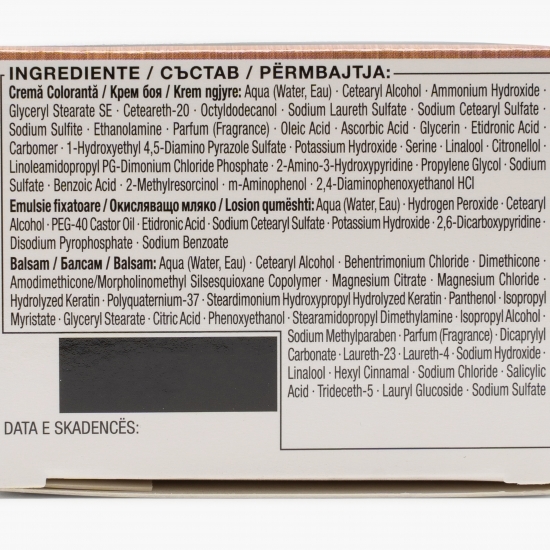 INGREDIENTE / СЪСТАВ / PËRMBAJTJA:
Cremă Colorantă / Крем боя / Krem ngjyre: Aqua (Water, Eau) · Cetearyl Alcohol · Ammonium Hydroxide ·
Glyceryl Stearate SE · Ceteareth-20 · Octyldodecanol · Sodium Laureth Sulfate · Sodium Cetearyl Sulfate ·
Sodium Sulfite · Ethanolamine · Parfum (Fragrance) · Oleic Acid · Ascorbic Acid · Glycerin · Etidronic Acid ·
Carbomer · 1-Hydroxyethyl 4,5-Diamino Pyrazole Sulfate · Potassium Hydroxide · Serine · Linalool · Citronellol ·
Linoleamidopropyl PG-Dimonium Chloride Phosphate · 2-Amino-3-Hydroxypyridine · Propylene Glycol · Sodium
Sulfate · Benzoic Acid · 2-Methylresorcinol · m-Aminophenol · 2,4-Diaminophenoxyethanol HCl
Emulsie fixatoare / Окисляващо мляко / Losion qumështi: Aqua (Water, Eau) · Hydrogen Peroxide · Cetearyl
Alcohol · PEG-40 Castor Oil · Etidronic Acid · Sodium Cetearyl Sulfate · Potassium Hydroxide · 2,6-Dicarboxypyridine ·
Disodium Pyrophosphate · Sodium Benzoate
Balsam / Балсам / Balsam: Aqua (Water, Eau) · Cetearyl Alcohol · Behentrimonium Chloride · Dimethicone ·
Amodimethicone/Morpholinomethyl Silsesquioxane Copolymer · Magnesium Citrate · Magnesium Chloride ·
Hydrolyzed Keratin · Polyquaternium-37 · Steardimonium Hydroxypropyl Hydrolyzed Keratin · Panthenol · Isopropyl
Myristate · Glyceryl Stearate · Citric Acid · Phenoxyethanol · Stearamidopropyl Dimethylamine · Isopropyl Alcohol ·
Sodium Methylparaben · Parfum (Fragrance) · Dicaprylyl
Carbonate · Laureth-23 · Laureth-4 · Sodium Hydroxide ·
Linalool · Hexyl Cinnamal · Sodium Chloride · Salicylic
Acid · Trideceth-5 · Lauryl Glucoside · Sodium Sulfate
DATA E SKADENCËS: